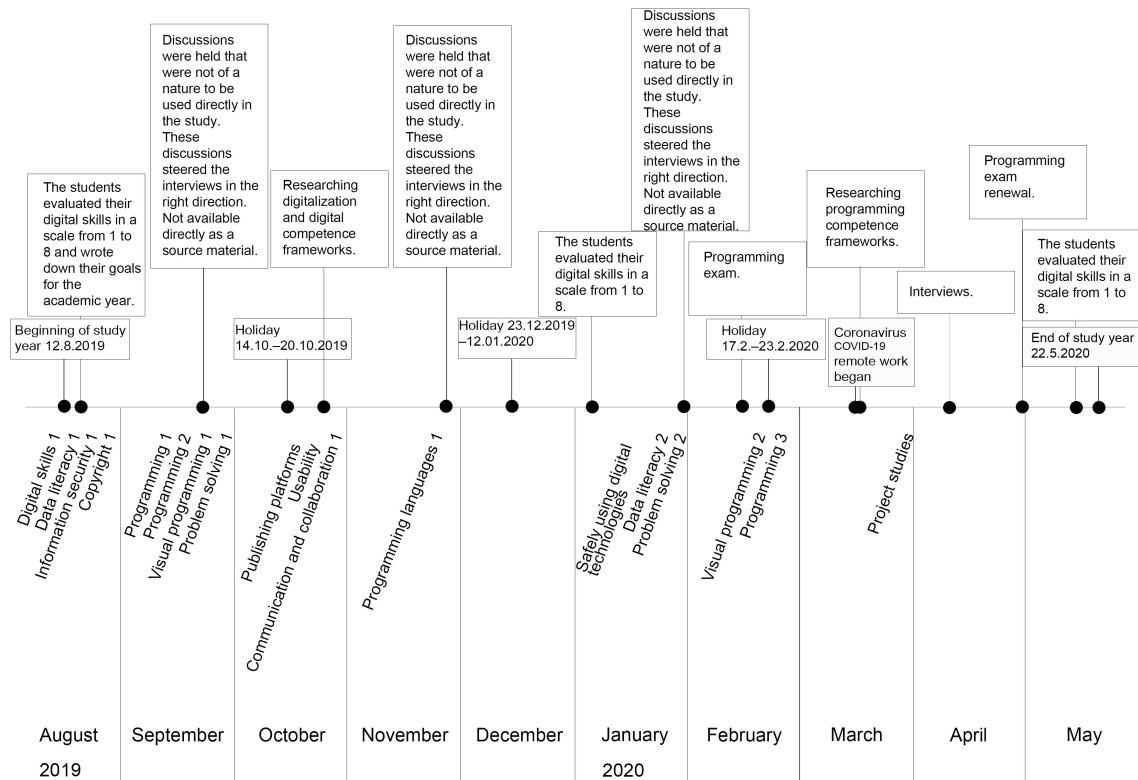 The students
evaluated their
digital skills in a
scale from 1 to
8 and wrote
down their goals
for the
academic year.
Beginning of study
year 12.8.2019
Discussions
were held that
were not of a
nature to be
used directly in
the study.
These
discussions
steered the
interviews in the
right direction.
Not available
directly as a
source material.
Holiday
14.10.–20.10.2019
Researching
digitalization
and digital
competence
frameworks.
Discussions
were held that
were not of a
nature to be
used directly in
the study.
These
discussions
steered the
interviews in the
right direction.
Not available
directly as a
source material.
Holiday 23.12.2019
–12.01.2020
The students
evaluated their
digital skills in a
scale from 1 to
8.
Discussions
were held that
were not of a
nature to be
used directly in
the study.
These
discussions
steered the
interviews in the
right direction.
Not available
directly as a
source material.
Programming
exam.
Holiday
17.2.–23.2.2020
Researching
programming
competence
frameworks.
Coronavirus
COVID-19
remote work
began
Interviews.
Programming
exam
renewal.
The students
evaluated their
digital skills in a
scale from 1 to
8.
End of study year
22.5.2020
Digital skills 1
Data literacy 1
Information security 1
Copyright 1
Programming 1
Programming 2
Visual programming 1
Problem solving 1
Publishing platforms
Usability
Communication and collaboration 1
Programming languages 1
Safely using digital
technologies
Data literacy 2
Problem solving 2
Visual programming 2
Programming 3
Project studies
August
September
October
November
December
January
February
March
April
May
2019
2020